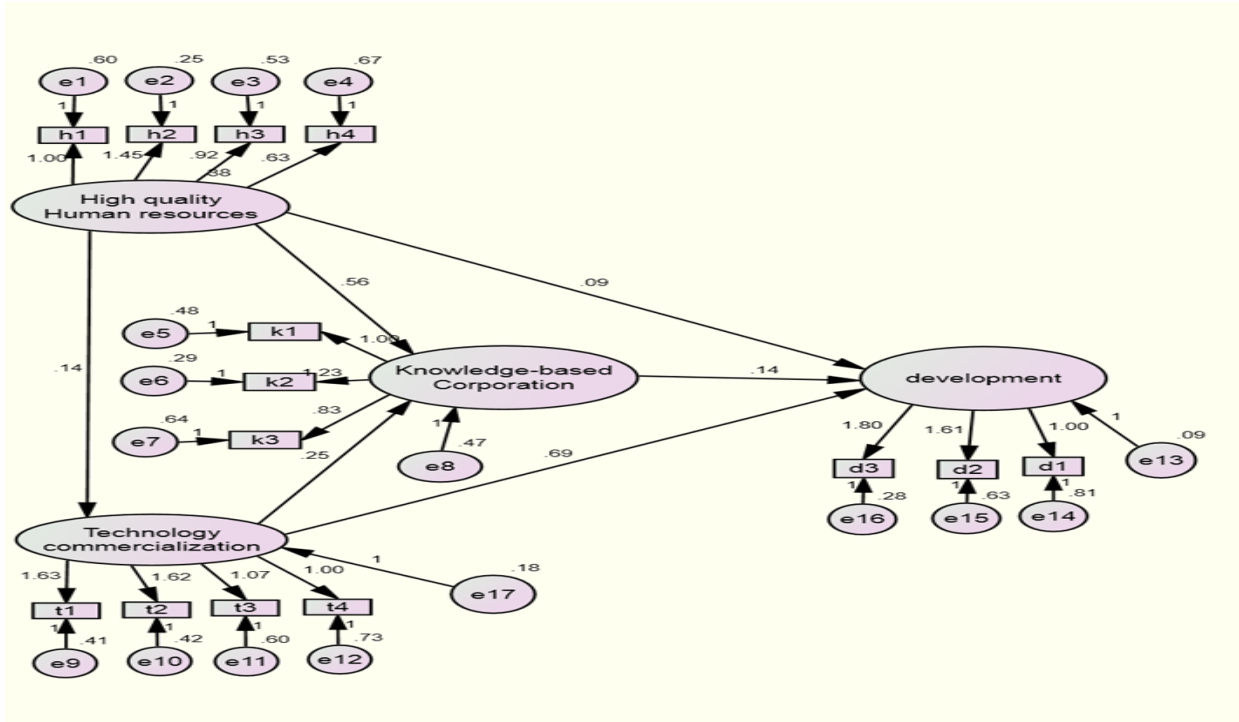 .60 .25 .53 .67
e1 e2 e3 e4
1 1 1 1
h1 h2 h3 h4
1.00 1.45 .92 .63
.38
High quality
Human resources
.56 .09
.48
e5 1 k1 1.00
.29
e6 1 k2 1.23
.14
Knowledge-based
Corporation
.14
development
.64
e7 1 k3 .83
1 .47
e8
.25 .69
1.80 1.61 1.00 1 .09
e13
d3 d2 d1
1 1 1
.28 .63 .81
e16 e15 e14
Technology
commercialization
1.63 1.62 1.07 1.00 1 .18
e17
t1 t2 t3 t4
1 1 1 1
.41 .42 .60 .73
e9 e10 e11 e12